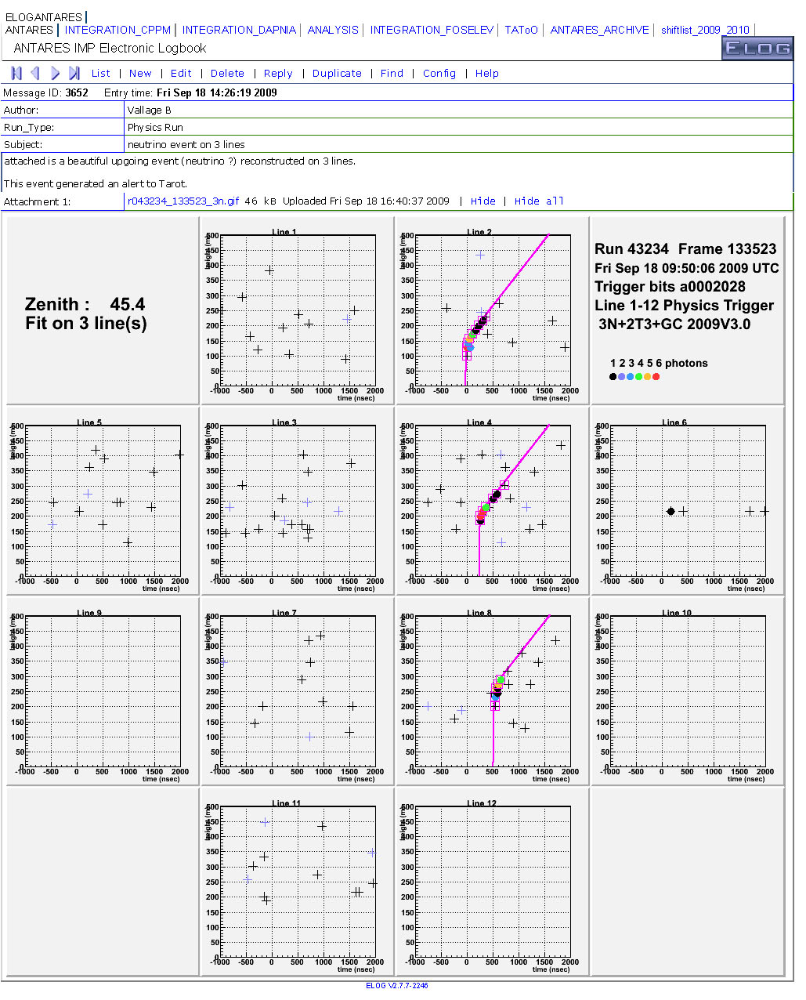 ELOGANTARES |
ANTARES | INTEGRATION_CPPM | INTEGRATION_DAPNIA | ANALYSIS | INTEGRATION_FOSELEV | TAToO | ANTARES_ARCHIVE | shiftlist_2009_2010 |
ANTARES IMP Electronic Logbook
ELOG
List | New | Edit | Delete | Reply | Duplicate | Find | Config | Help
Message ID: 3652 Entry time: Fri Sep 18 14:26:19 2009
Author: Vallage B
Run_Type: Physics Run
Subject: neutrino event on 3 lines
attached is a beautiful upgoing event (neutrino ?) reconstructed on 3 lines.
This event generated an alert to Tarot.
Attachment 1: r043234_133523_3n.gif 46 kB Uploaded Fri Sep 18 16:40:37 2009 | Hide | Hide all
Zenith : 45.4
Fit on 3 line(s)
Line 1
height (m)
500
450
400
350
300
250
200
150
100
50
0
-1000 -500 0 500 1000 1500 2000
time (nsec)
Line 2
height (m)
500
450
400
350
300
250
200
150
100
50
0
-1000 -500 0 500 1000 1500 2000
time (nsec)
Run 43234 Frame 133523
Fri Sep 18 09:50:06 2009 UTC
Trigger bits a0002028
Line 1-12 Physics Trigger
3N+2T3+GC 2009V3.0
1 2 3 4 5 6 photons
Line 5
height (m)
500
450
400
350
300
250
200
150
100
50
0
-1000 -500 0 500 1000 1500 2000
time (nsec)
Line 3
height (m)
500
450
400
350
300
250
200
150
100
50
0
-1000 -500 0 500 1000 1500 2000
time (nsec)
Line 4
height (m)
500
450
400
350
300
250
200
150
100
50
0
-1000 -500 0 500 1000 1500 2000
time (nsec)
Line 6
height (m)
500
450
400
350
300
250
200
150
100
50
0
-1000 -500 0 500 1000 1500 2000
time (nsec)
Line 9
height (m)
500
450
400
350
300
250
200
150
100
50
0
-1000 -500 0 500 1000 1500 2000
time (nsec)
Line 7
height (m)
500
450
400
350
300
250
200
150
100
50
0
-1000 -500 0 500 1000 1500 2000
time (nsec)
Line 8
height (m)
500
450
400
350
300
250
200
150
100
50
0
-1000 -500 0 500 1000 1500 2000
time (nsec)
Line 10
height (m)
500
450
400
350
300
250
200
150
100
50
0
-1000 -500 0 500 1000 1500 2000
time (nsec)
Line 11
height (m)
500
450
400
350
300
250
200
150
100
50
0
-1000 -500 0 500 1000 1500 2000
time (nsec)
Line 12
height (m)
500
450
400
350
300
250
200
150
100
50
0
-1000 -500 0 500 1000 1500 2000
time (nsec)
ELOG V2.7.7-2246